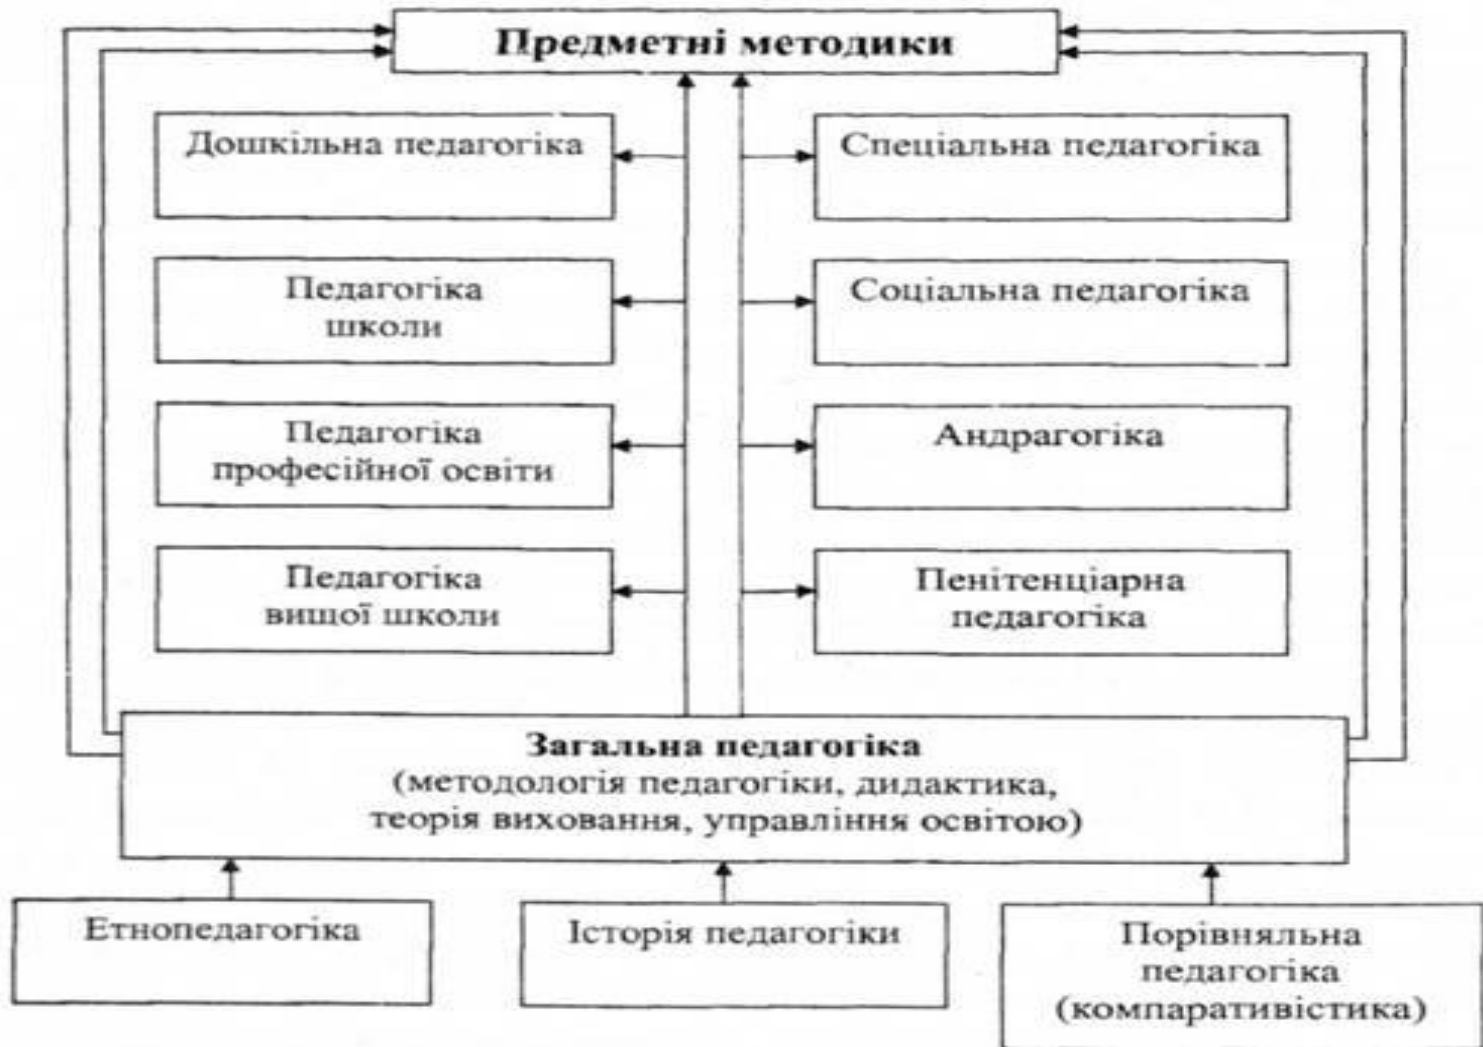 Предметні методики
Дошкільна педагогіка
Спеціальна педагогіка
Педагогіка
школи
Соціальна педагогіка
Педагогіка
професійної освіти
Андрагогіка
Педагогіка
вищої школи
Пенітенціарна
педагогіка
Загальна педагогіка
(методологія педагогіки, дидактика,
теорія виховання, управління освітою)
Етнопедагогіка
Історія педагогіки
Порівняльна
педагогіка
(компаративістика)